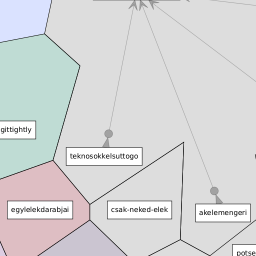 gittightly
teknosokkelsuttogo
egylelekdarabjai
csak-neked-elek
akelemengeri
potse